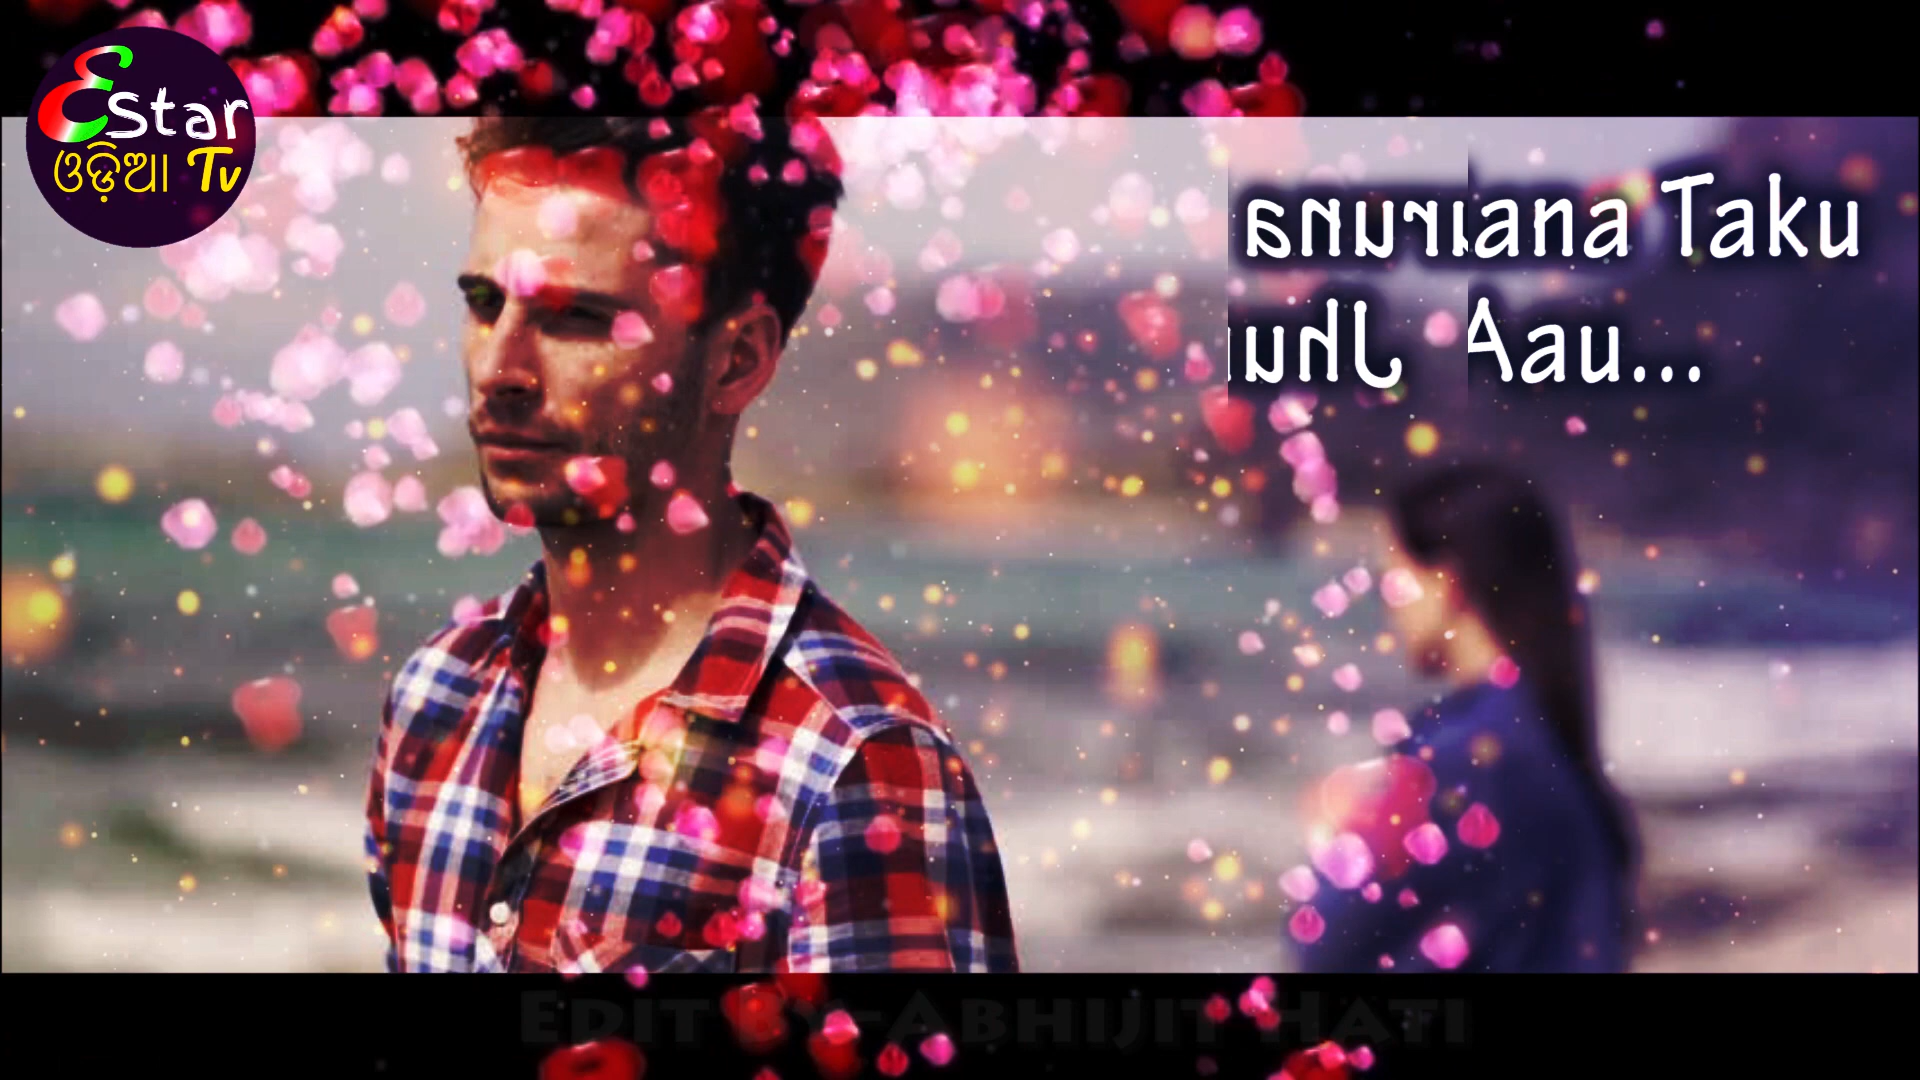 Estar
ଓଡ଼ିଆ Tv
Taku
Aau...
Edit By-Abhijit Hati